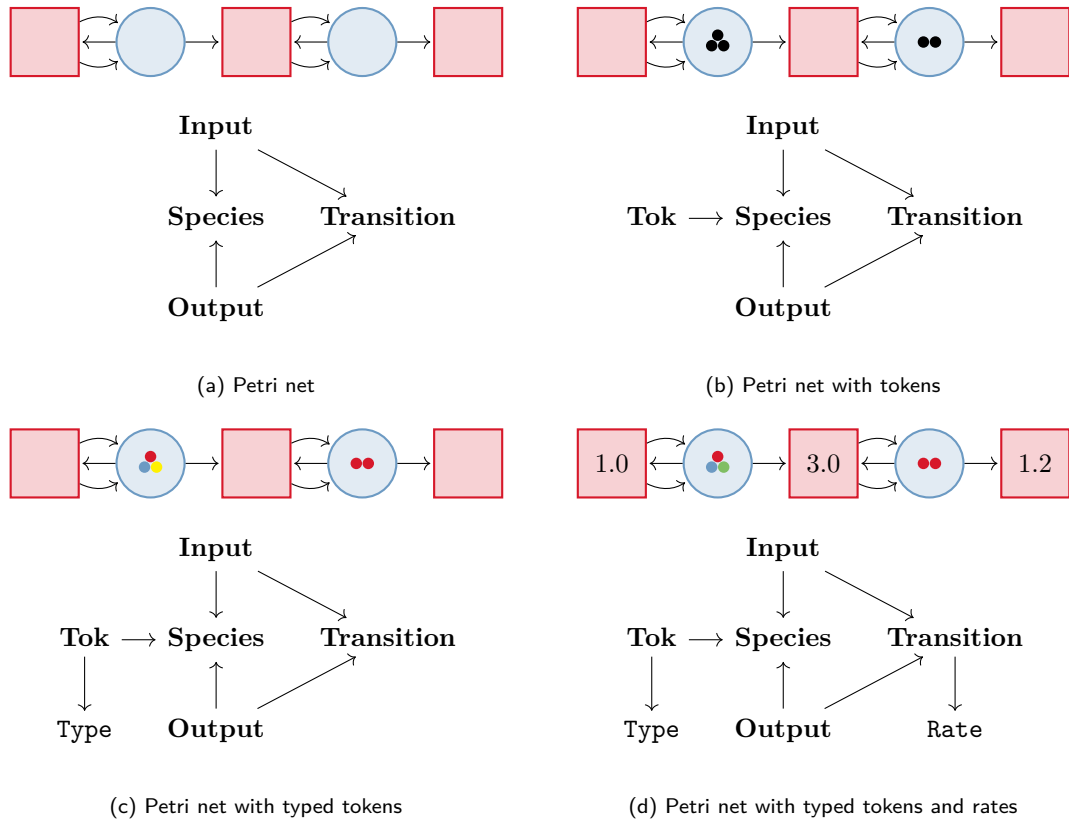 Input
Species Transition
Output
(a) Petri net
Input
Tok Species Transition
Output
(b) Petri net with tokens
Input
Tok Species Transition
Type Output
(c) Petri net with typed tokens
1.0 3.0 1.2
Input
Tok Species Transition
Type Output Rate
(d) Petri net with typed tokens and rates